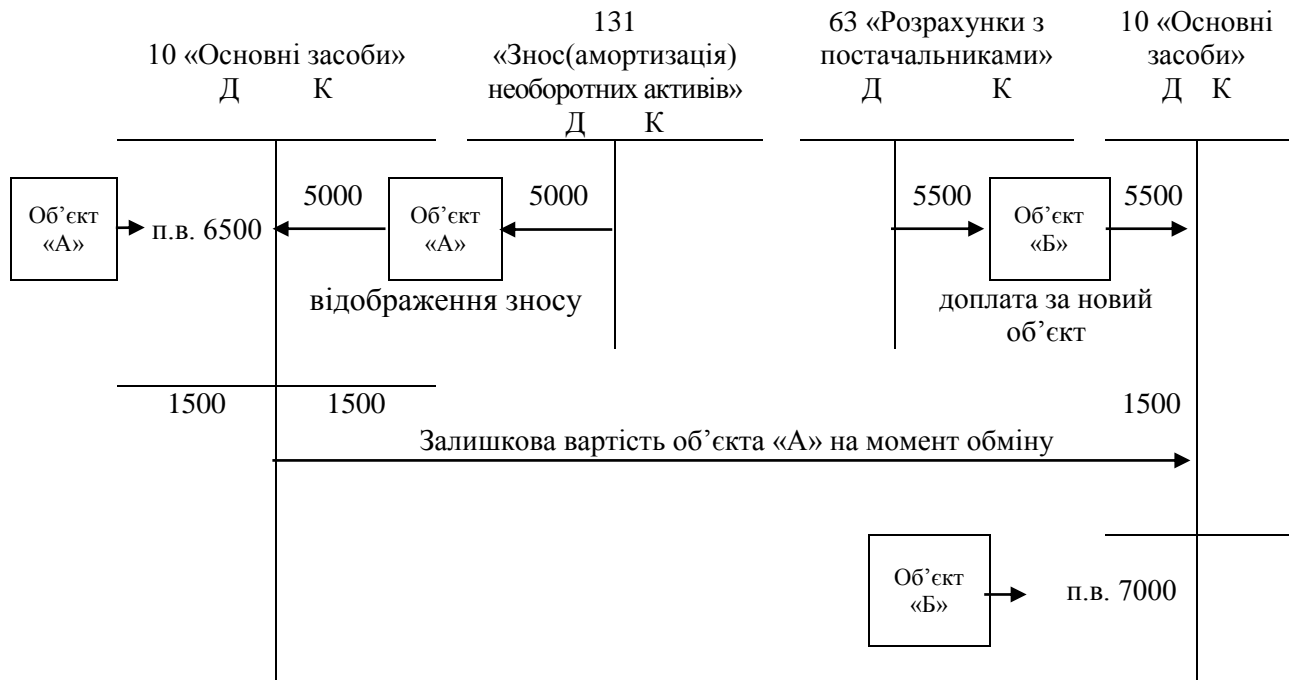 131
63 «Розрахунки з
10 «Основні
10 «Основні засоби»
«Знос(амортизація)
постачальниками»
засоби»
Д К
необоротних активів»
Д К
Д К
Д К
5000
5000
5500
5500
Об’єкт
«А»
п.в. 6500
Об’єкт
«А»
Об’єкт
«Б»
відображення зносу
доплата за новий
об’єкт
1500
1500
1500
Залишкова вартість об’єкта «А» на момент обміну
Об’єкт
«Б»
п.в. 7000